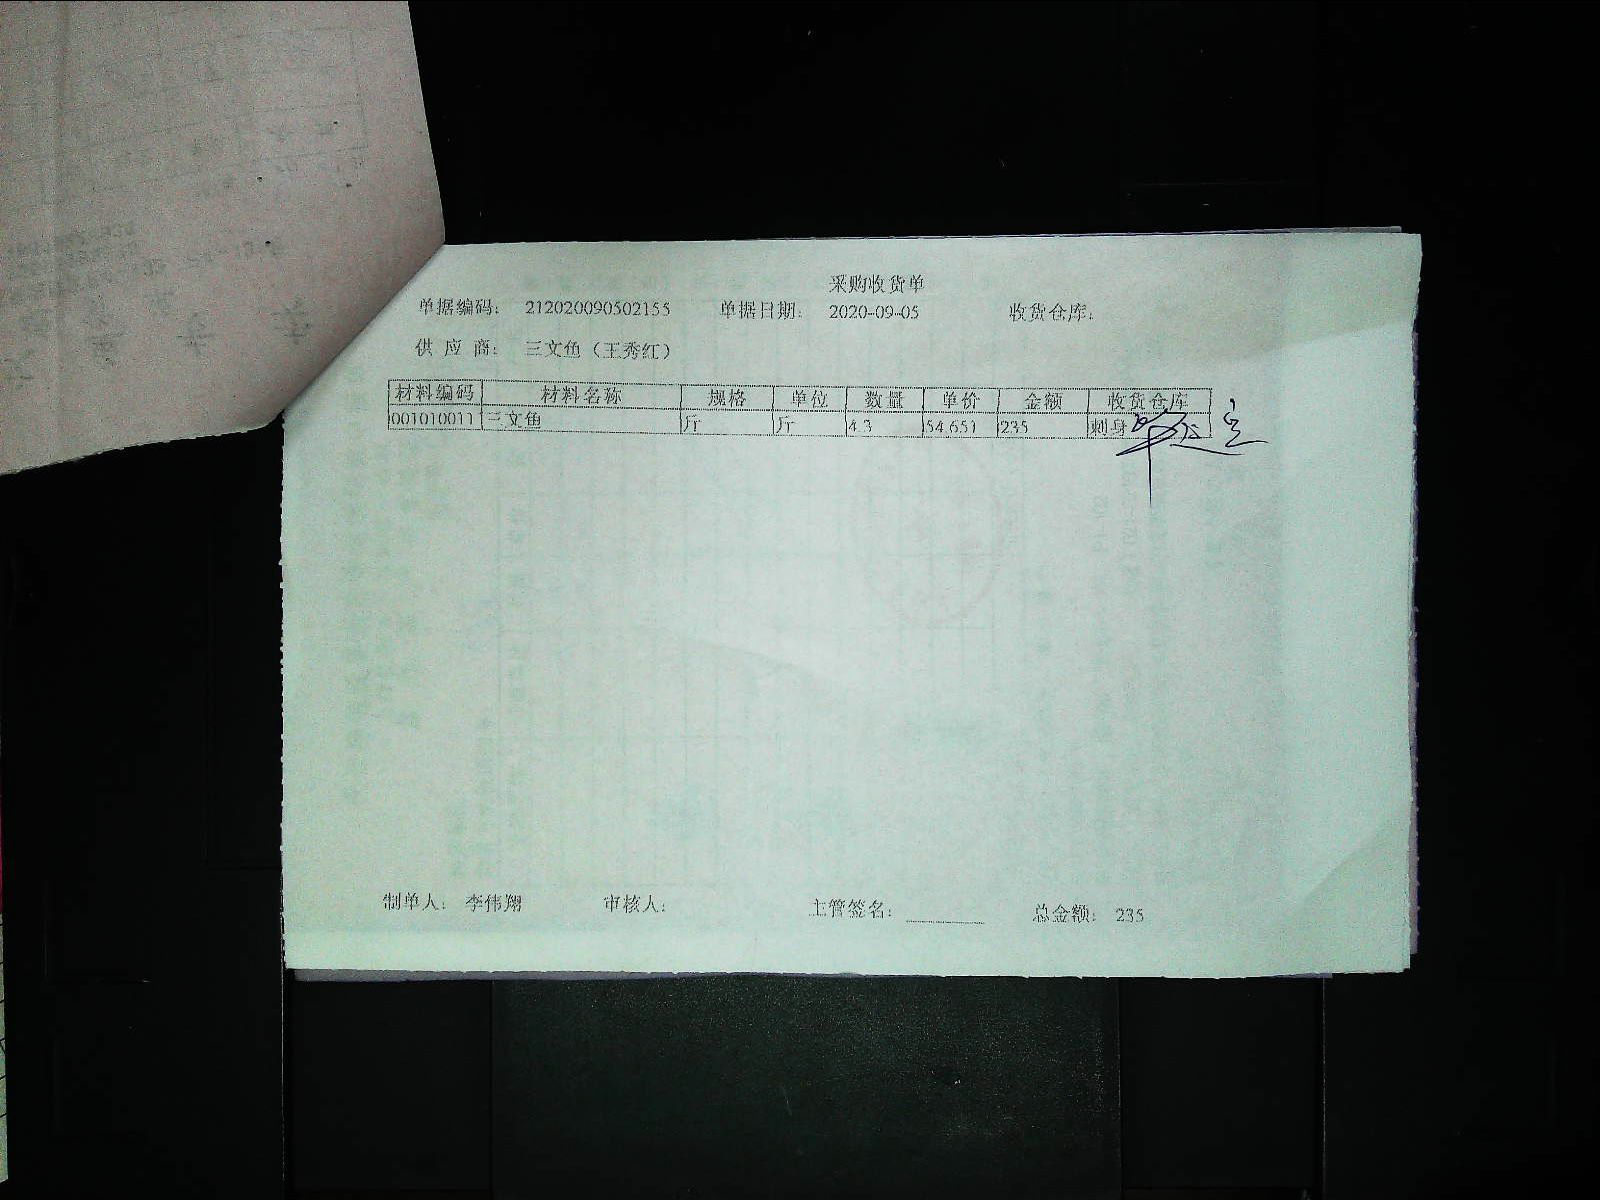 采购收货单
单据编码： 212020090502155 单据日期： 2020-09-05 收货仓库：
供 应 商： 三文鱼（王秀红）
材料编码 材料名称 规格 单位 数量 单价 金额 收货仓库
001010011 三文鱼 斤 斤 4.3 54.651 235 刺身
制单人： 李伟翔 审核人： 主管签名： 总金额： 235